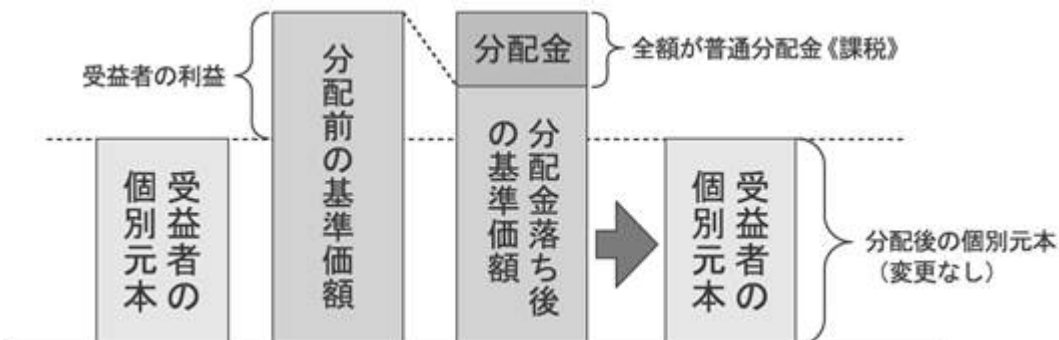 受益者の利益
受益者の
個別元本
分配前の基準価額
分配金
全額が普通分配金《課税》
分配金落ち後
の基準価額
受益者の
個別元本
分配後の個別元本
（変更なし）